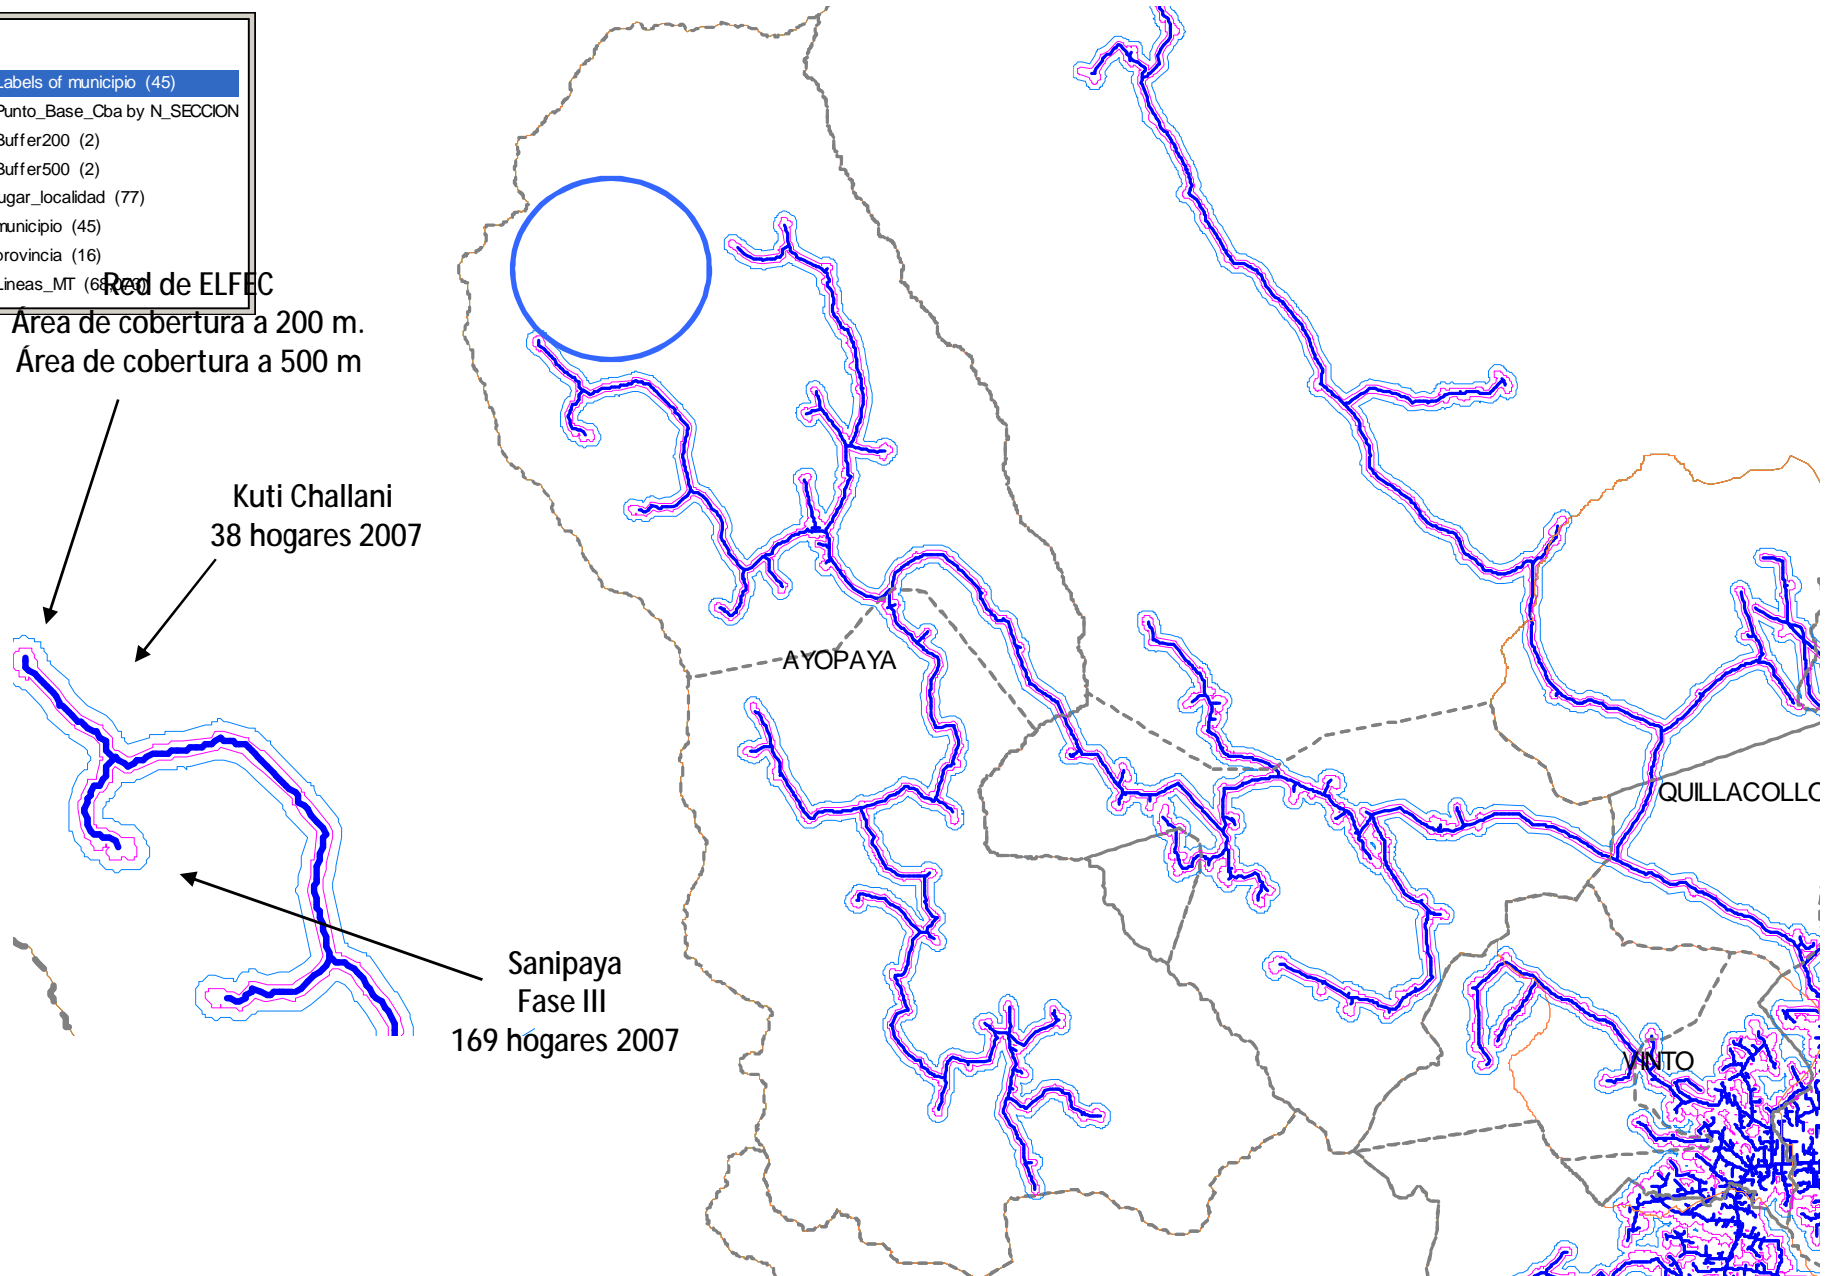 Labels of municipio (45)
Punto_Base_Cba by N_SECCION
Buffer200 (2)
Buffer500 (2)
lugar_localidad (77)
municipio (45)
provincia (16)
Lineas_MT
Red de ELFEC
Área de cobertura a 200 m.
Área de cobertura a 500 m
Kuti Challani
38 hogares 2007
Sanipaya
Fase III
169 hogares 2007
AYOPAYA
QUILLACOLLO
VINTO